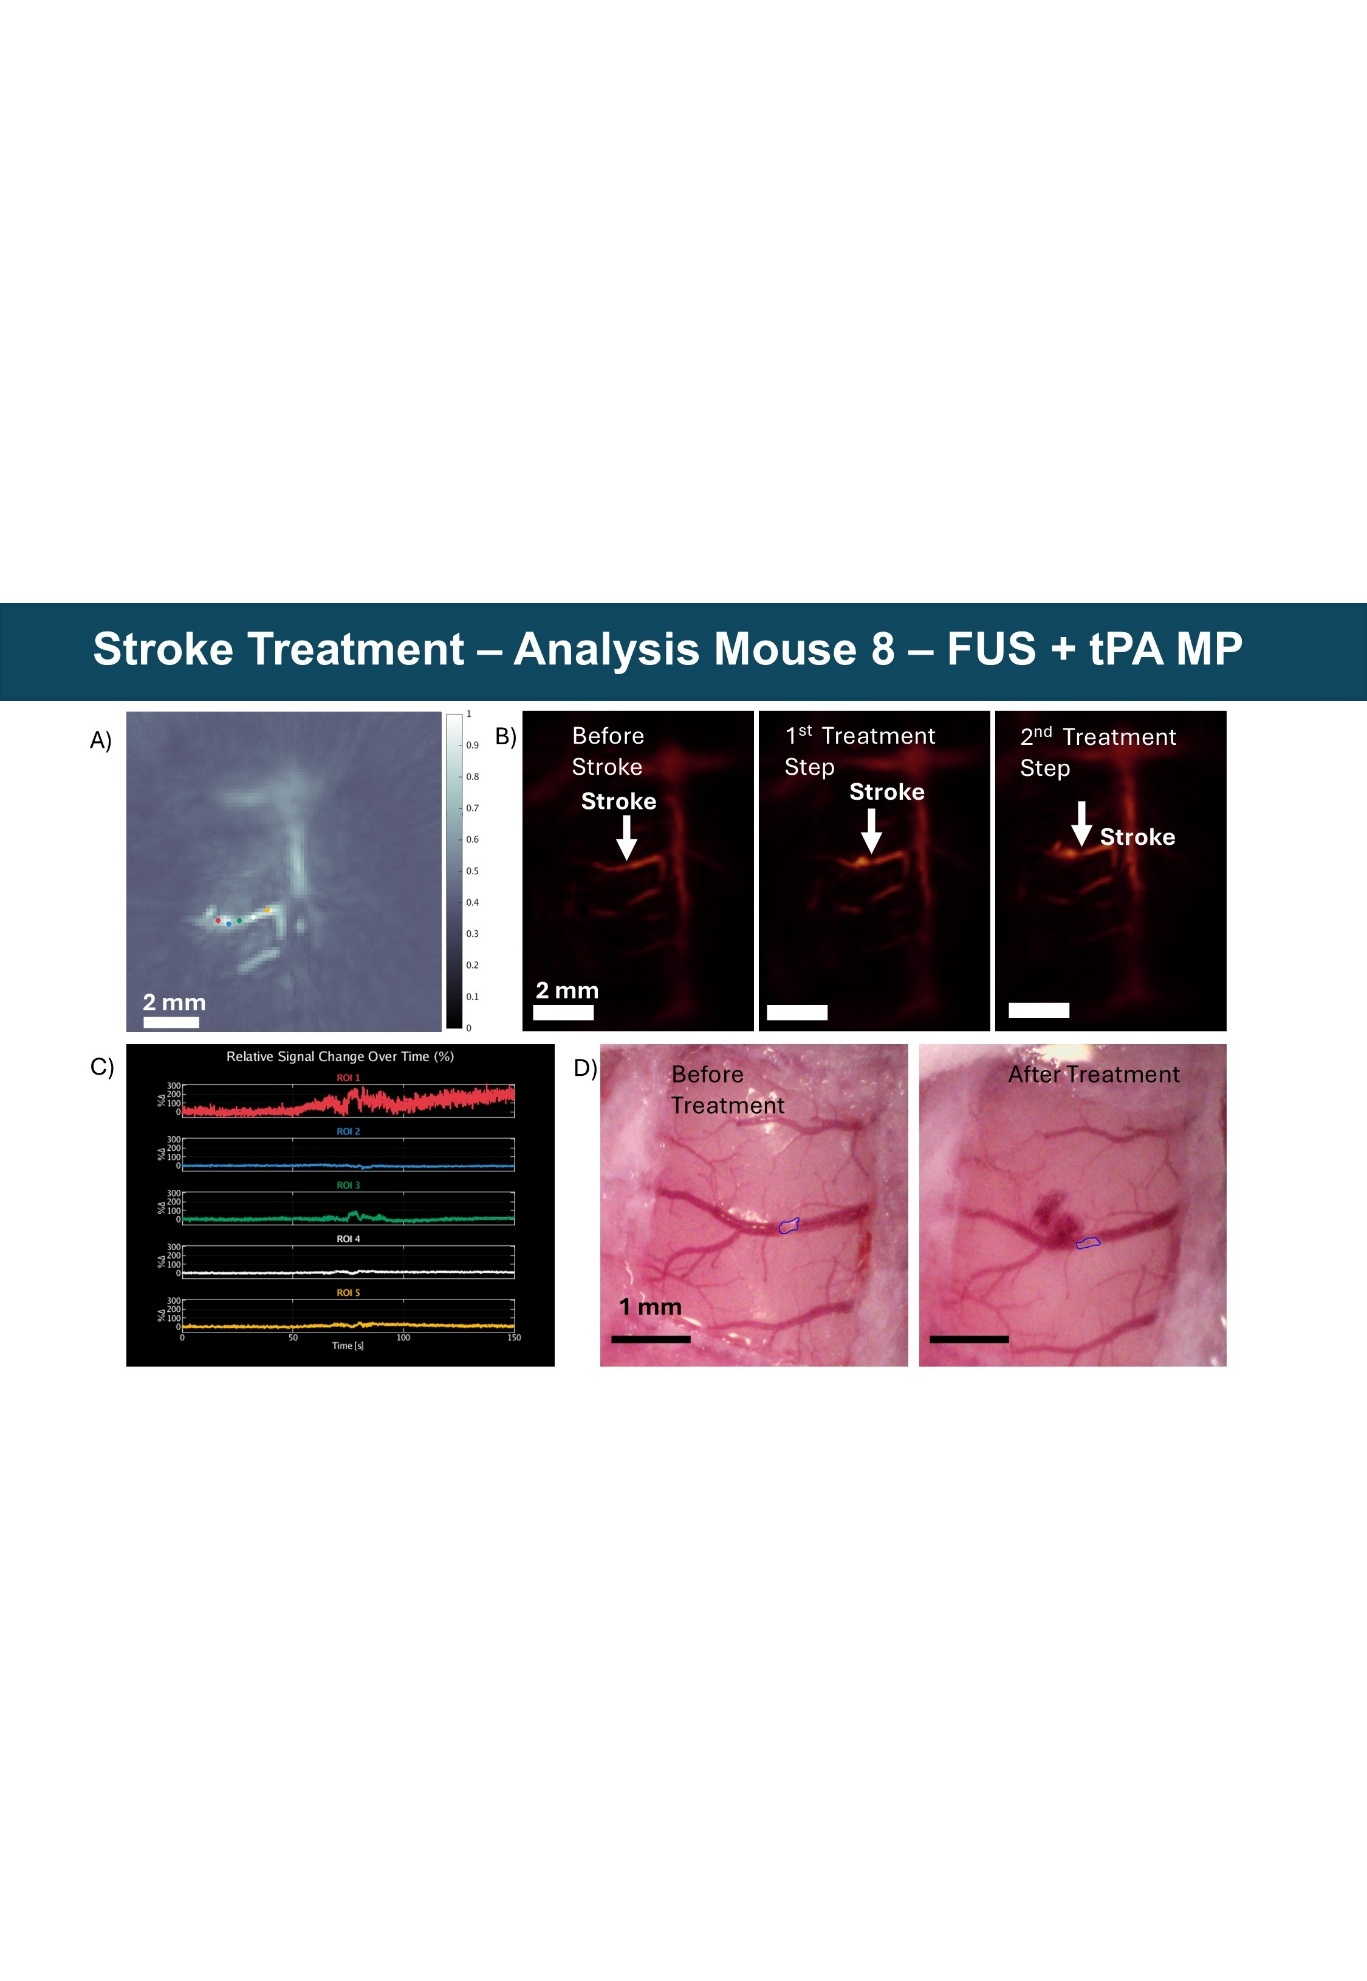 Stroke Treatment – Analysis Mouse 8 – FUS + tPA MP
A)
1
0.9
0.8
0.7
0.6
0.5
0.4
0.3
0.2
0.1
0
2 mm
B)
Before
Stroke
Stroke
2 mm
1st Treatment
Step
Stroke
2nd Treatment
Step
Stroke
C)
Relative Signal Change Over Time (%)
ROI 1
%Δ
300
200
100
0
ROI 2
%Δ
300
200
100
0
ROI 3
%Δ
300
200
100
0
ROI 4
%Δ
300
200
100
0
ROI 5
%Δ
300
200
100
0
0 50 100 150
Time [s]
D)
Before
Treatment
1 mm
After Treatment